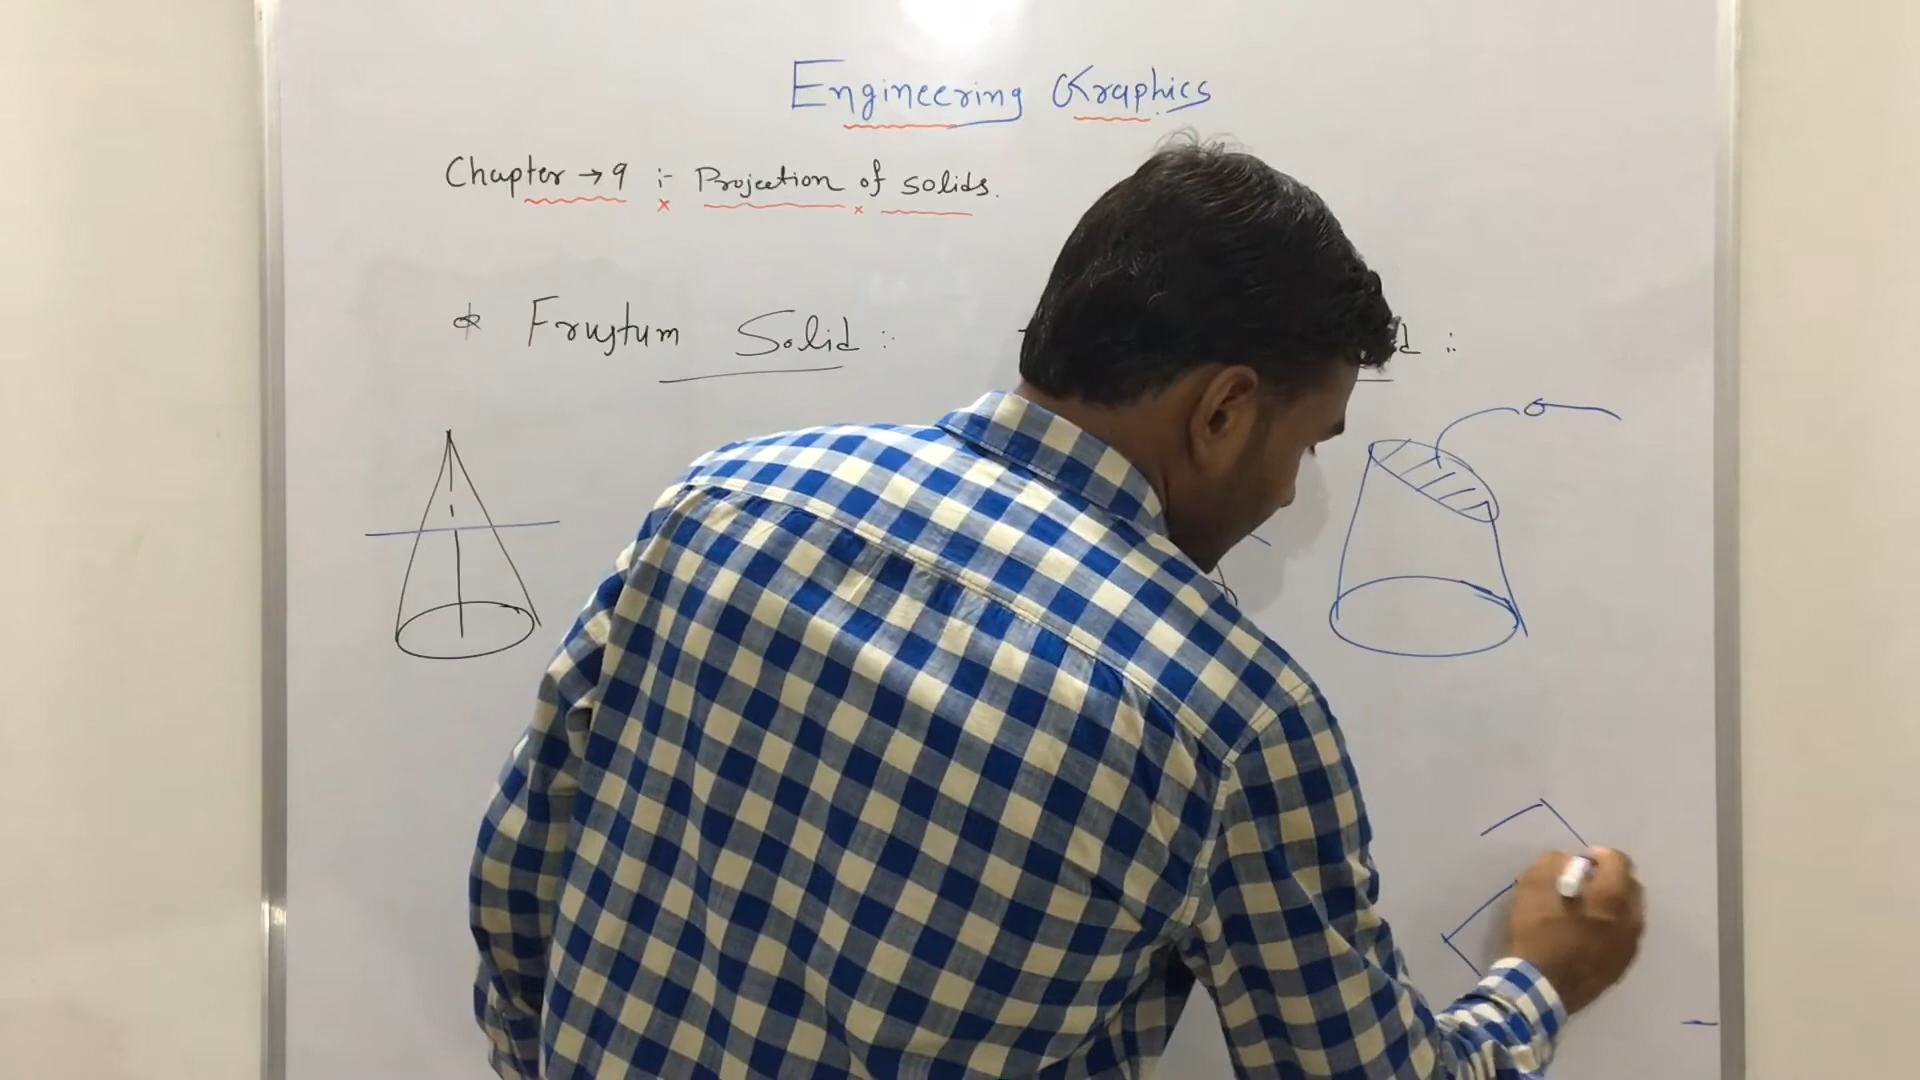 Engineering Graphics
Chapter → 9 :- Projection of solids.
* Frustum Solid :